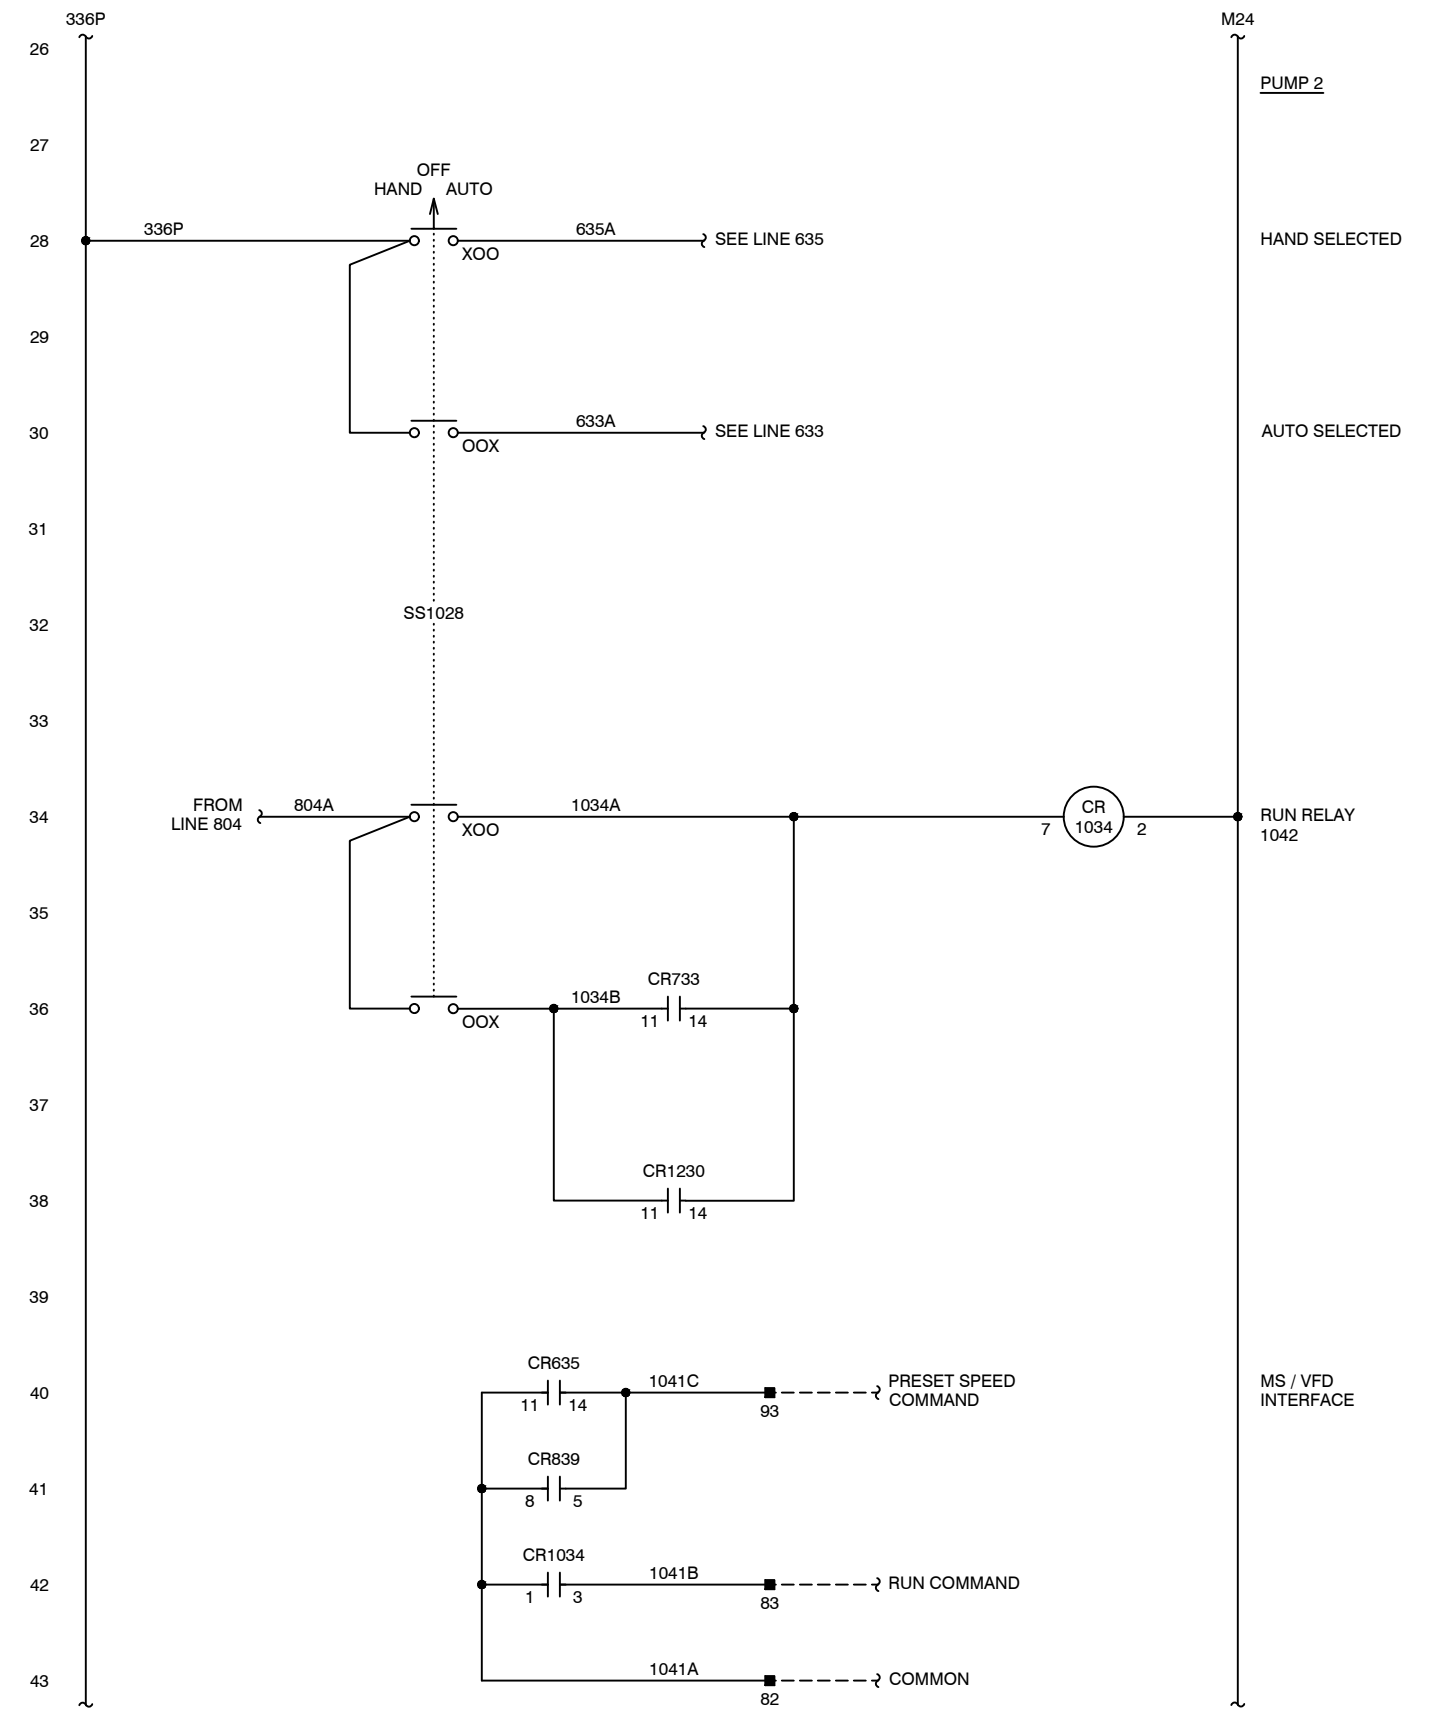 336P
M24
26
PUMP 2
27
OFF
HAND AUTO
28
336P
XOO
635A
SEE LINE 635
HAND SELECTED
29
30
OOX
633A
SEE LINE 633
AUTO SELECTED
31
32
SS1028
33
34
FROM
LINE 804
804A
XOO
1034A
7
CR
1034
2
RUN RELAY
1042
35
36
OOX
1034B
CR733
11 14
37
38
CR1230
11 14
39
40
CR635
11 14
1041C
93
PRESET SPEED
COMMAND
MS / VFD
INTERFACE
41
CR839
8 5
42
CR1034
1 3
1041B
83
RUN COMMAND
43
1041A
82
COMMON